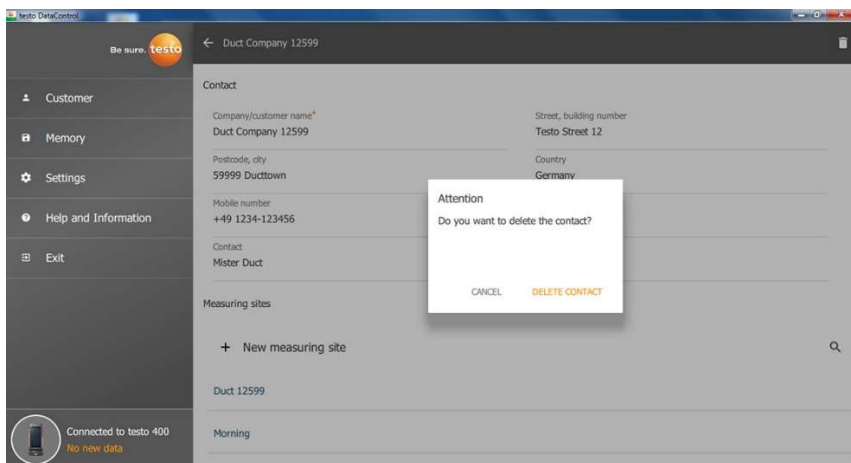 testo DataControl
Be sure. testo
← Duct Company 12599
Customer
Memory
Settings
Help and Information
Exit
Connected to testo 400
No new data
Contact
Company/customer name*
Duct Company 12599
Street, building number
Testo Street 12
Postcode, city
59999 Ducttown
Country
Germany
Mobile number
+49 1234-123456
Contact
Mister Duct
Attention
Do you want to delete the contact?
CANCEL DELETE CONTACT
Measuring sites
+ New measuring site
Duct 12599
Morning